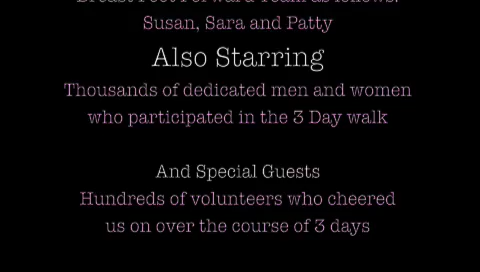 Breast Foot Forward Team as follows:
Susan, Sara and Patty
Also Starring
Thousands of dedicated men and women
who participated in the 3 Day walk
And Special Guests
Hundreds of volunteers who cheered
us on over the course of 3 days